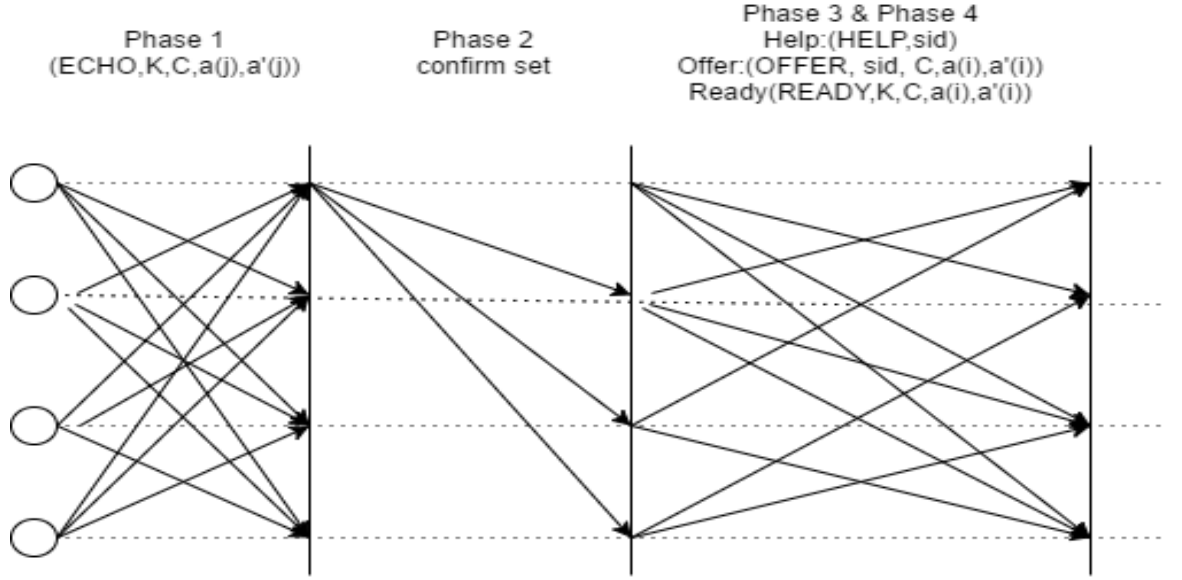 Phase 1
(ECHO,K,C,a(j),a'(j))
Phase 2
confirm set
Phase 3 & Phase 4
Help:(HELP,sid)
Offer:(OFFER, sid, C,a(i),a'(i))
Ready(READY,K,C,a(i),a'(i))